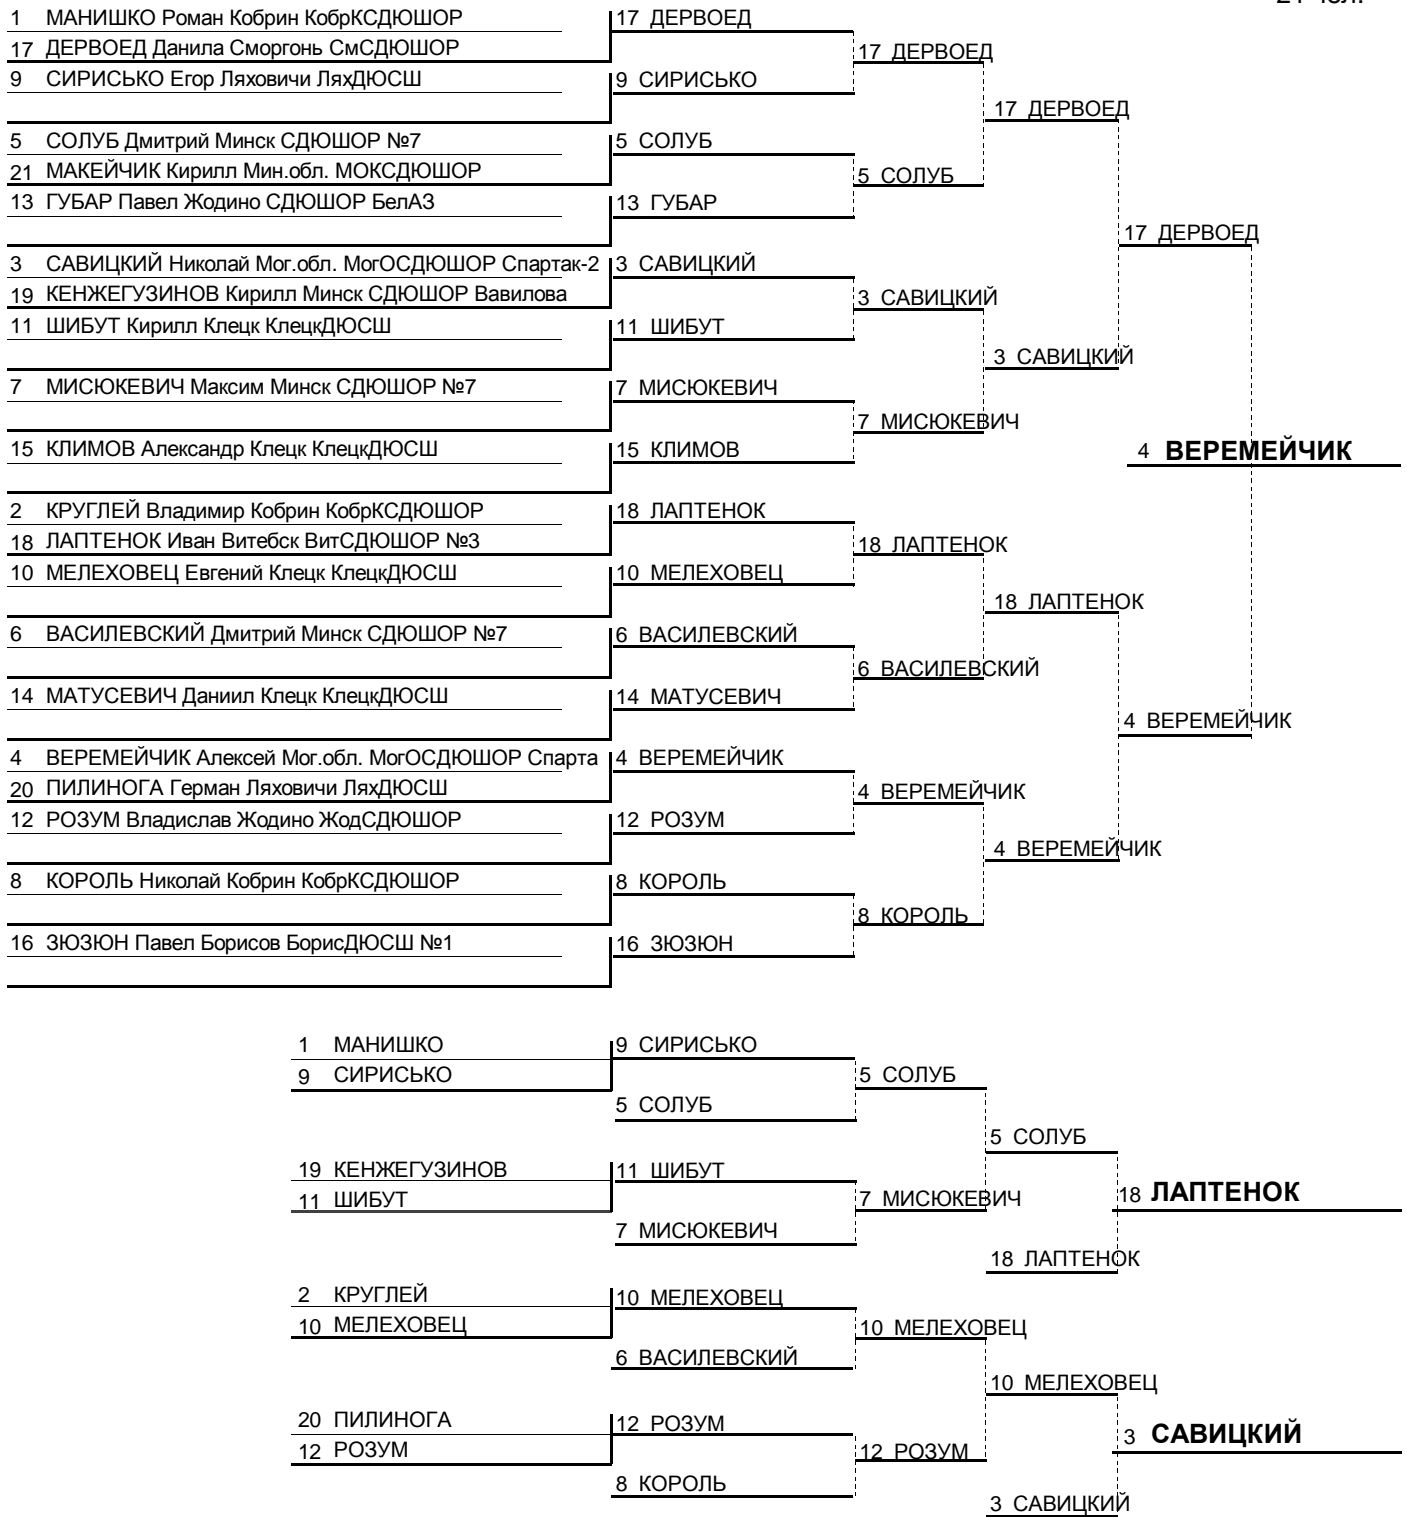 1 МАНИШКО Роман Кобрин КобрКСДЮШОР
17 ДЕРВОЕД
17 ДЕРВОЕД Данила Сморгонь СмСДЮШОР
17 ДЕРВОЕД
9 СИРИСЬКО Егор Ляховичи ЛяхДЮСШ
9 СИРИСЬКО
17 ДЕРВОЕД
5 СОЛУБ Дмитрий Минск СДЮШОР №7
5 СОЛУБ
21 МАКЕЙЧИК Кирилл Мин.обл. МОКСДЮШОР
5 СОЛУБ
13 ГУБАР Павел Жодино СДЮШОР БелАЗ
13 ГУБАР
17 ДЕРВОЕД
3 САВИЦКИЙ Николай Мог.обл. МогОСДЮШОР Спартак-2
3 САВИЦКИЙ
19 КЕНЖЕГУЗИНОВ Кирилл Минск СДЮШОР Вавилова
3 САВИЦКИЙ
11 ШИБУТ Кирилл Клецк КлецкДЮСШ
11 ШИБУТ
3 САВИЦКИЙ
7 МИСЮКЕВИЧ Максим Минск СДЮШОР №7
7 МИСЮКЕВИЧ
7 МИСЮКЕВИЧ
15 КЛИМОВ Александр Клецк КлецкДЮСШ
15 КЛИМОВ
4 ВЕРЕМЕЙЧИК
2 КРУГЛЕЙ Владимир Кобрин КобрКСДЮШОР
18 ЛАПТЕНОК
18 ЛАПТЕНОК Иван Витебск ВитСДЮШОР №3
18 ЛАПТЕНОК
10 МЕЛЕХОВЕЦ Евгений Клецк КлецкДЮСШ
10 МЕЛЕХОВЕЦ
18 ЛАПТЕНОК
6 ВАСИЛЕВСКИЙ Дмитрий Минск СДЮШОР №7
6 ВАСИЛЕВСКИЙ
6 ВАСИЛЕВСКИЙ
14 МАТУСЕВИЧ Даниил Клецк КлецкДЮСШ
14 МАТУСЕВИЧ
4 ВЕРЕМЕЙЧИК
4 ВЕРЕМЕЙЧИК Алексей Мог.обл. МогОСДЮШОР Спарта
4 ВЕРЕМЕЙЧИК
20 ПИЛИНОГА Герман Ляховичи ЛяхДЮСШ
4 ВЕРЕМЕЙЧИК
12 РОЗУМ Владислав Жодино ЖодСДЮШОР
12 РОЗУМ
4 ВЕРЕМЕЙЧИК
8 КОРОЛЬ Николай Кобрин КобрКСДЮШОР
8 КОРОЛЬ
8 КОРОЛЬ
16 ЗЮЗЮН Павел Борисов БорисДЮСШ №1
16 ЗЮЗЮН
1 МАНИШКО
9 СИРИСЬКО
9 СИРИСЬКО
5 СОЛУБ
5 СОЛУБ
5 СОЛУБ
19 КЕНЖЕГУЗИНОВ
11 ШИБУТ
11 ШИБУТ
7 МИСЮКЕВИЧ
18 ЛАПТЕНОК
7 МИСЮКЕВИЧ
18 ЛАПТЕНОК
2 КРУГЛЕЙ
10 МЕЛЕХОВЕЦ
10 МЕЛЕХОВЕЦ
10 МЕЛЕХОВЕЦ
6 ВАСИЛЕВСКИЙ
10 МЕЛЕХОВЕЦ
20 ПИЛИНОГА
12 РОЗУМ
3 САВИЦКИЙ
12 РОЗУМ
12 РОЗУМ
8 КОРОЛЬ
3 САВИЦКИЙ